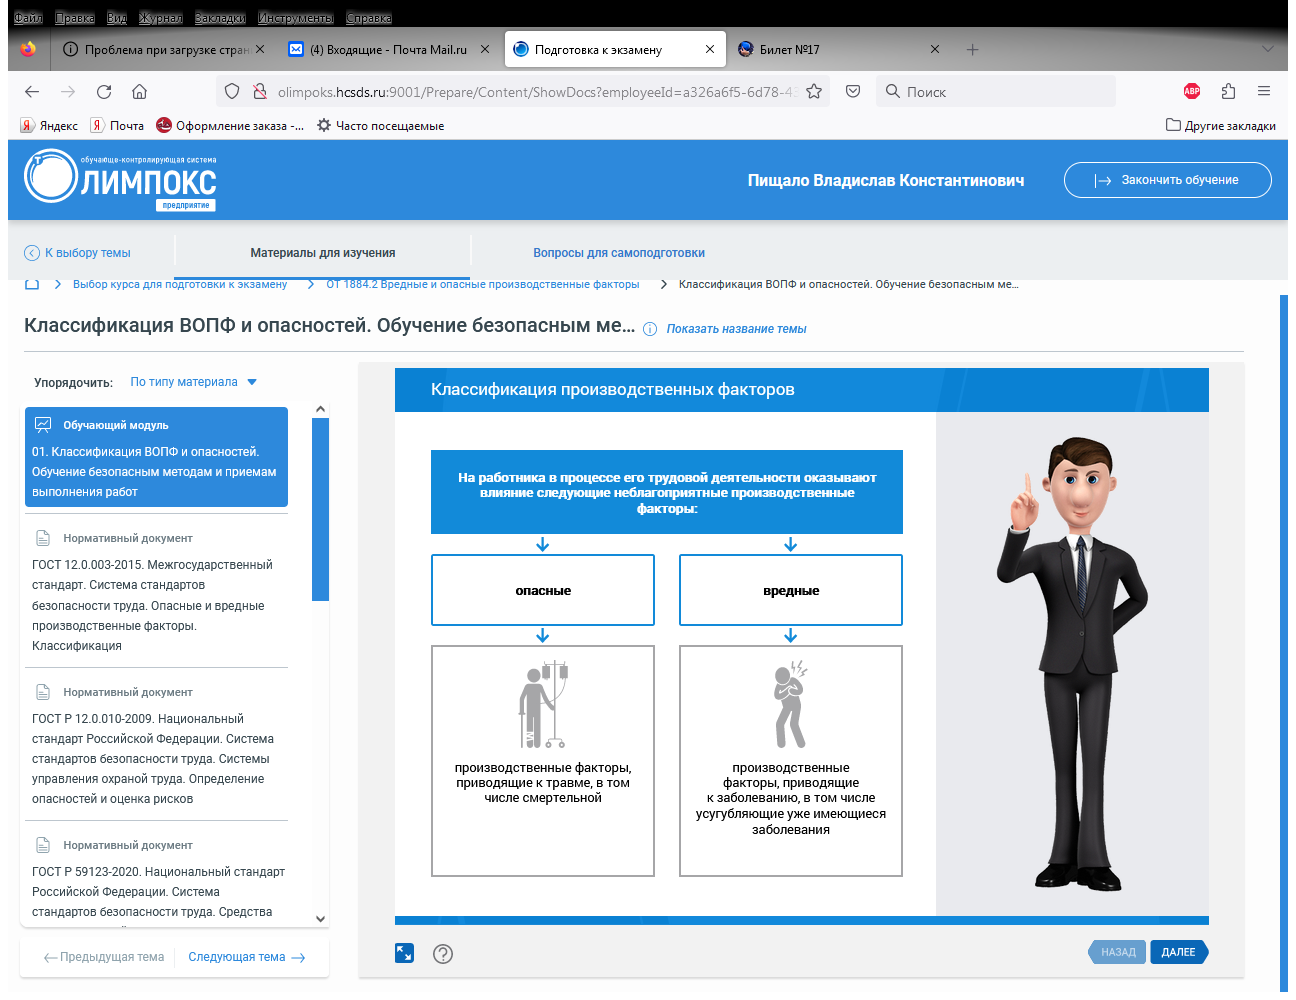 Файл Правка Вид Журнал Закладки Инструменты Справка
Проблема при загрузке стран
(4) Входящие - Почта Mail.ru
Подготовка к экзамену
Билет №17
olimpoks.hcsds.ru:9001/Prepare/Content/ShowDocs?employeeId=a326a6f5-6d78-43
ABP
Поиск
Яндекс
Почта
Оформление заказа -...
Часто посещаемые
Другие закладки
обучающе-контролирующая система
ОЛИМПОКС
предприятие
Пищало Владислав Константинович
Закончить обучение
К выбору темы
Материалы для изучения
Вопросы для самоподготовки
Выбор курса для подготовки к экзамену
ОТ 1884.2 Вредные и опасные производственные факторы
Классификация ВОПФ и опасностей. Обучение безопасным ме...
Классификация ВОПФ и опасностей. Обучение безопасным ме...
Показать название темы
Упорядочить: По типу материала
Обучающий модуль
01. Классификация ВОПФ и опасностей.
Обучение безопасным методам и приемам
выполнения работ
Нормативный документ
ГОСТ 12.0.003-2015. Межгосударственный
стандарт. Система стандартов
безопасности труда. Опасные и вредные
производственные факторы.
Классификация
Нормативный документ
ГОСТ Р 12.0.010-2009. Национальный
стандарт Российской Федерации. Система
стандартов безопасности труда. Системы
управления охраной труда. Определение
опасностей и оценка рисков
Нормативный документ
ГОСТ Р 59123-2020. Национальный стандарт
Российской Федерации. Система
стандартов безопасности труда. Средства
Предыдущая тема
Следующая тема
Классификация производственных факторов
На работника в процессе его трудовой деятельности оказывают
влияние следующие неблагоприятные производственные
факторы:
опасные
вредные
производственные факторы,
приводящие к травме, в том
числе смертельной
производственные
факторы, приводящие
к заболеванию, в том числе
усугубляющие уже имеющиеся
заболевания
НАЗАД
ДАЛЕЕ